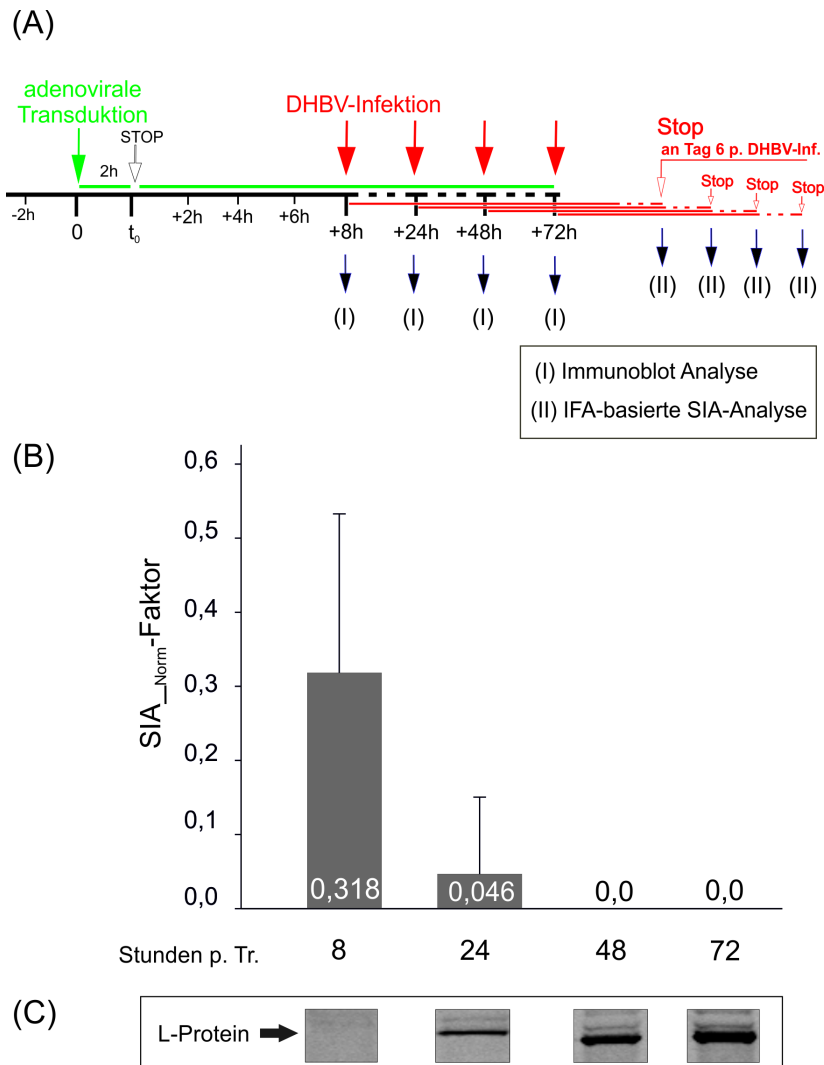 (A)
adenovirale
Transduktion
STOP
2h
DHBV-Infektion
Stop
an Tag 6 p. DHBV-Inf.
Stop
Stop
Stop
-2h
0
t0
+2h
+4h
+6h
+8h
+24h
+48h
+72h
(I)
(I)
(I)
(I)
(II)
(II)
(II)
(II)
(I) Immunoblot Analyse
(II) IFA-basierte SIA-Analyse
(B)
SIA_Norm-Faktor
0,6
0,5
0,4
0,3
0,2
0,1
0,0
0,318
0,046
0,0
0,0
Stunden p. Tr.
8
24
48
72
(C)
L-Protein